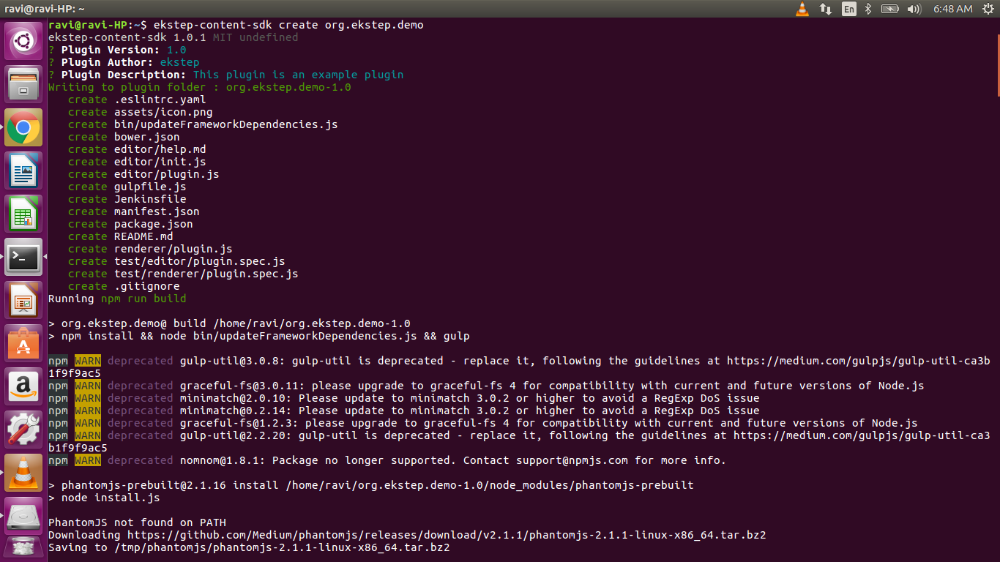 ravi@ravi-HP: ~
En
6:48 AM
ravi@ravi-HP:~$ ekstep-content-sdk create org.ekstep.demo
ekstep-content-sdk 1.0.1 MIT undefined
? Plugin Version: 1.0
? Plugin Author: ekstep
? Plugin Description: This plugin is an example plugin
Writing to plugin folder : org.ekstep.demo-1.0
create .eslintrc.yaml
create assets/icon.png
create bin/updateFrameworkDependencies.js
create bower.json
create editor/help.md
create editor/init.js
create editor/plugin.js
create gulpfile.js
create Jenkinsfile
create manifest.json
create package.json
create README.md
create renderer/plugin.js
create test/editor/plugin.spec.js
create test/renderer/plugin.spec.js
create .gitignore
Running npm run build
> org.ekstep.demo@ build /home/ravi/org.ekstep.demo-1.0
> npm install && node bin/updateFrameworkDependencies.js && gulp
npm WARN deprecated gulp-util@3.0.8: gulp-util is deprecated - replace it, following the guidelines at https://medium.com/gulpjs/gulp-util-ca3b
1f9f9ac5
npm WARN deprecated graceful-fs@3.0.11: please upgrade to graceful-fs 4 for compatibility with current and future versions of Node.js
npm WARN deprecated minimatch@2.0.10: Please update to minimatch 3.0.2 or higher to avoid a RegExp DoS issue
npm WARN deprecated minimatch@0.2.14: Please update to minimatch 3.0.2 or higher to avoid a RegExp DoS issue
npm WARN deprecated graceful-fs@1.2.3: please upgrade to graceful-fs 4 for compatibility with current and future versions of Node.js
npm WARN deprecated gulp-util@2.2.20: gulp-util is deprecated - replace it, following the guidelines at https://medium.com/gulpjs/gulp-util-ca3
b1f9f9ac5
npm WARN deprecated nomnom@1.8.1: Package no longer supported. Contact support@npmjs.com for more info.
> phantomjs-prebuilt@2.1.16 install /home/ravi/org.ekstep.demo-1.0/node_modules/phantomjs-prebuilt
> node install.js
PhantomJS not found on PATH
Downloading https://github.com/Medium/phantomjs/releases/download/v2.1.1/phantomjs-2.1.1-linux-x86_64.tar.bz2
Saving to /tmp/phantomjs/phantomjs-2.1.1-linux-x86_64.tar.bz2